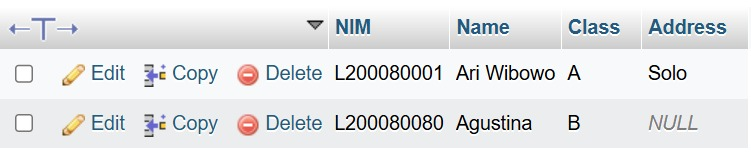 NIM Name Class Address
Edit Copy Delete L200080001 Ari Wibowo A Solo
Edit Copy Delete L200080080 Agustina B NULL